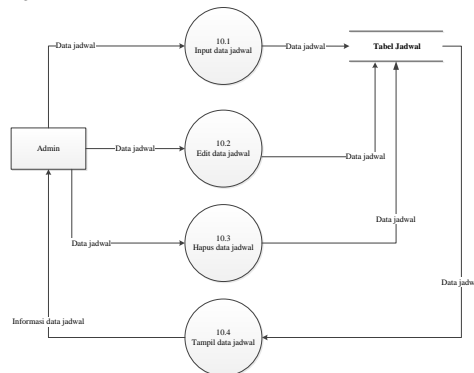 10.1
Input data jadwal
Data jadwal
Data jadwal
Tabel Jadwal
Admin
Data jadwal
10.2
Edit data jadwal
Data jadwal
Data jadwal
10.3
Hapus data jadwal
Data jadwal
Data jadw
Informasi data jadwal
10.4
Tampil data jadwal